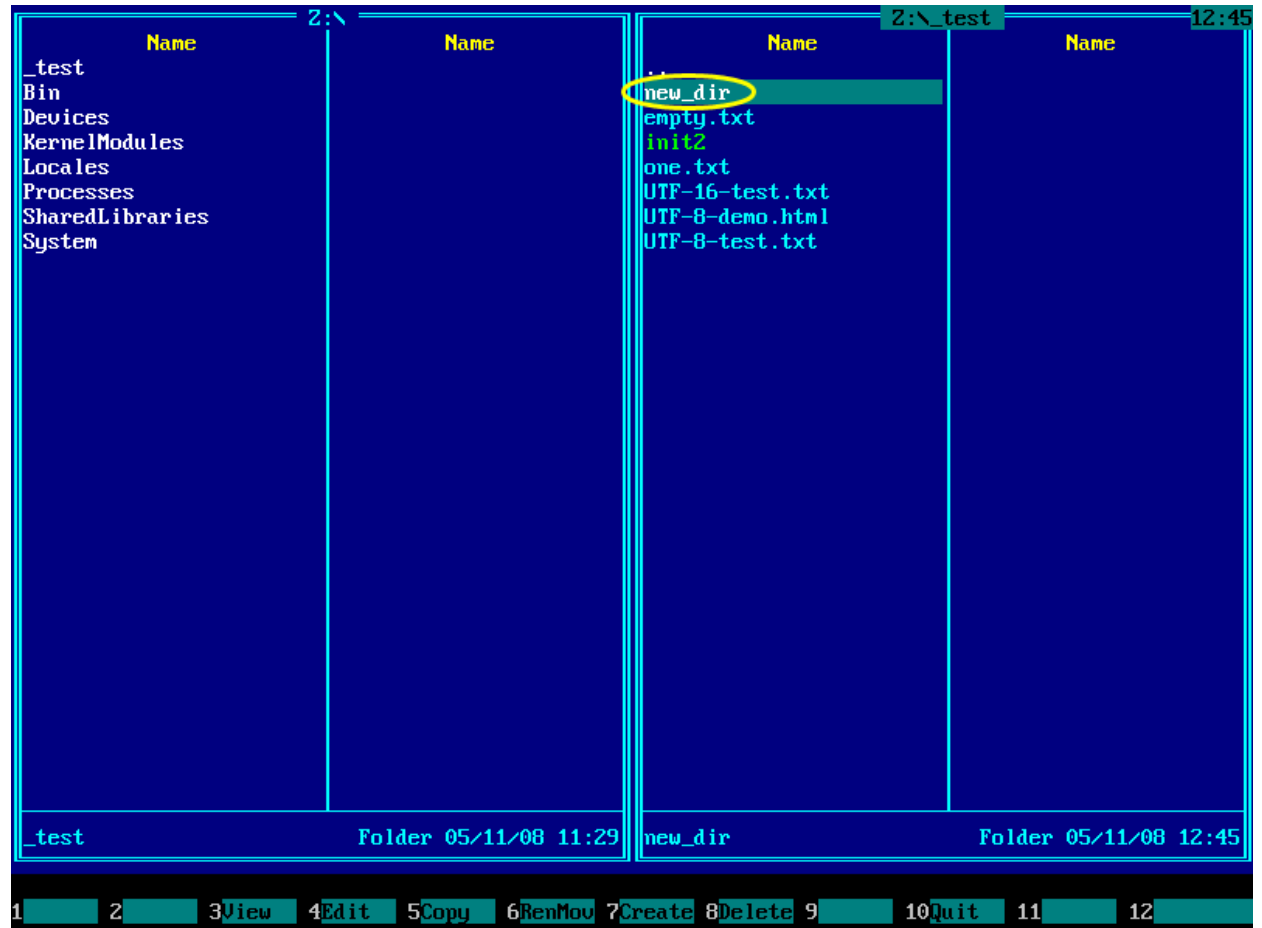 Z:\
Name Name
_test
Bin
Devices
KernelModules
Locales
Processes
SharedLibraries
System
_test Folder 05/11/08 11:29
Z:\_test 12:45
Name Name
..
new_dir
empty.txt
init2
one.txt
UTF-16-test.txt
UTF-8-demo.html
UTF-8-test.txt
new_dir Folder 05/11/08 12:45
1 2 3View 4Edit 5Copy 6RenMov 7Create 8Delete 9 10Quit 11 12